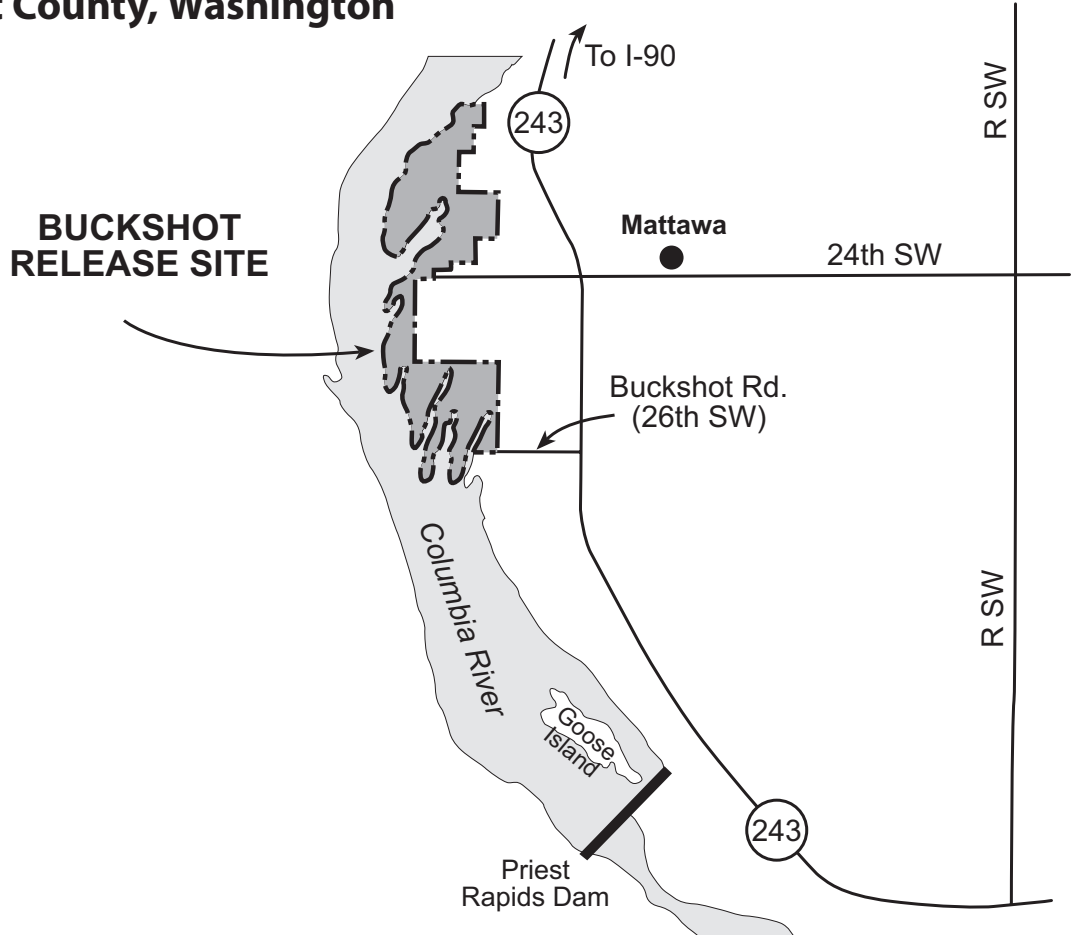 County, Washington
To I-90
243
R SW
BUCKSHOT
RELEASE SITE
Mattawa
24th SW
Buckshot Rd.
(26th SW)
Columbia River
R SW
Goose
Island
243
Priest
Rapids Dam